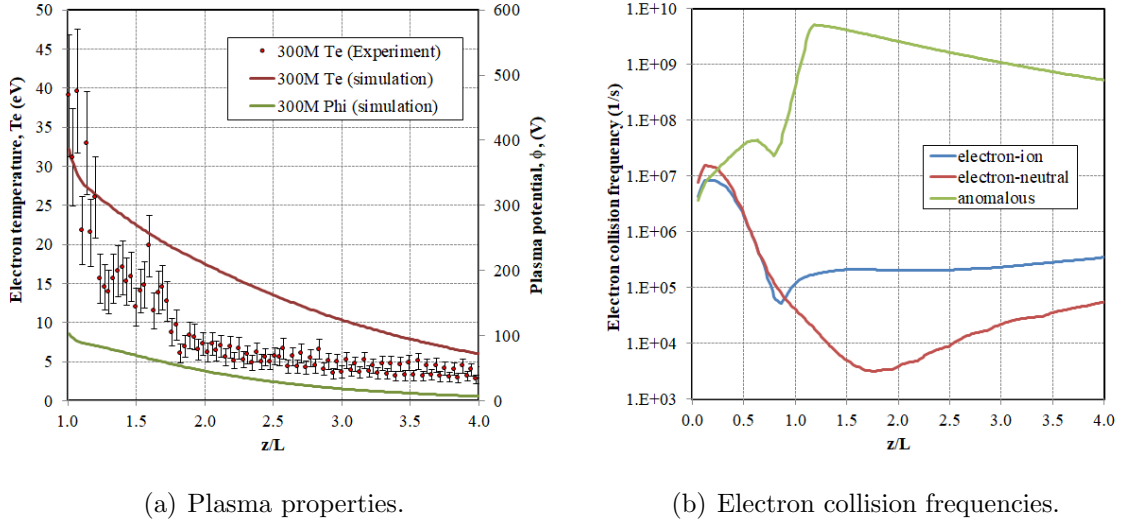 50
45
40
35
30
25
20
15
10
5
0
Electron temperature, Te (eV)
300M Te (Experiment)
300M Te (simulation)
300M Phi (simulation)
600
500
400
300
200
100
0
Plasma potential, ϕ, (V)
1.0 1.5 2.0 2.5 3.0 3.5 4.0
z/L
(a) Plasma properties.
1.E+10
1.E+09
1.E+08
1.E+07
1.E+06
1.E+05
1.E+04
1.E+03
Electron collision frequency (1/s)
electron-ion
electron-neutral
anomalous
0.0 0.5 1.0 1.5 2.0 2.5 3.0 3.5 4.0
z/L
(b) Electron collision frequencies.